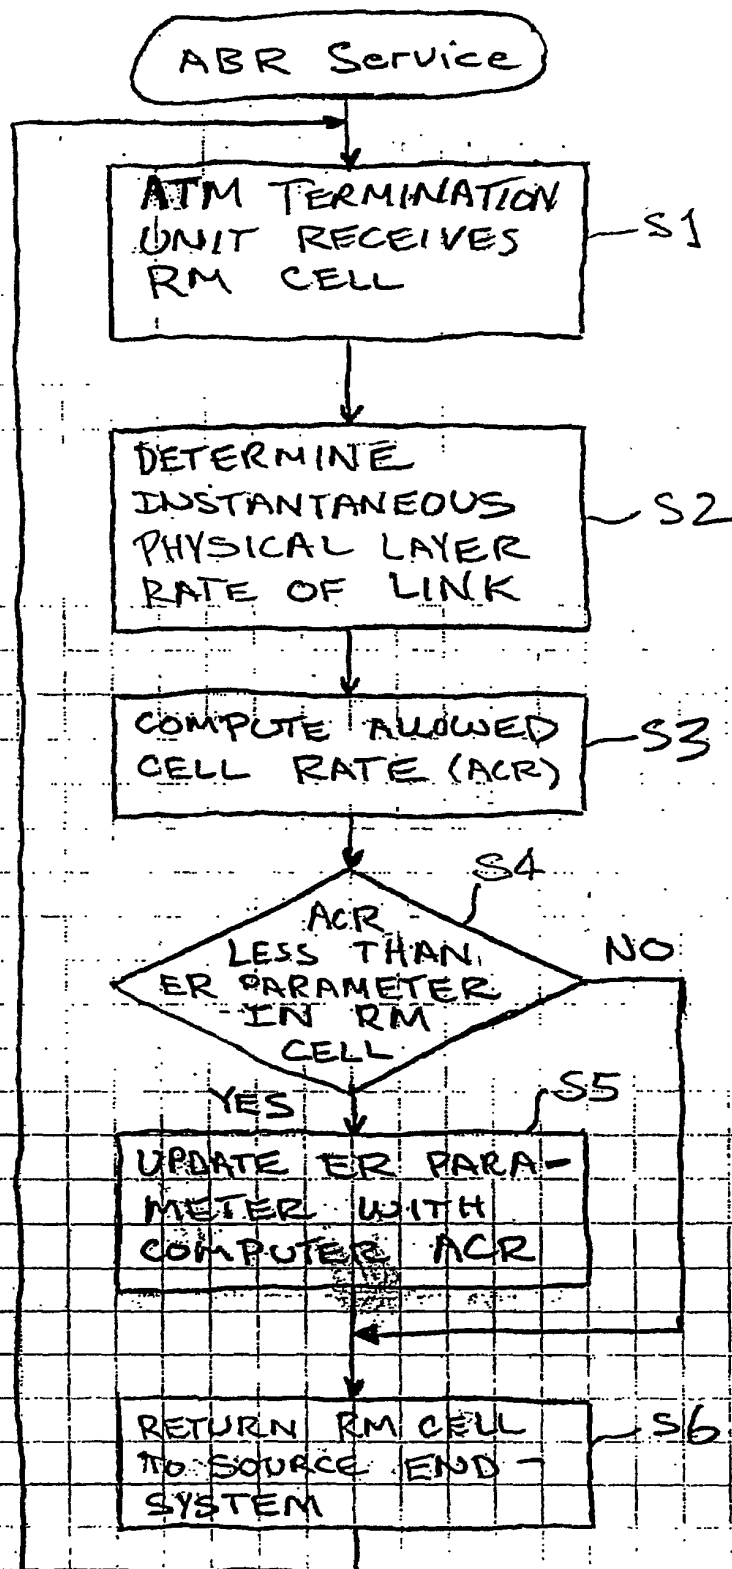 ABR Service
ATM TERMINATION
UNIT RECEIVES
RM CELL
S1
DETERMINE
INSTANTANEOUS
PHYSICAL LAYER
RATE OF LINK
S2
COMPUTE ALLOWED
CELL RATE (ACR)
S3
S4
ACR
LESS THAN
ER PARAMETER
IN RM
CELL
NO
YES
S5
UPDATE ER PARA-
METER WITH
COMPUTER ACR
RETURN RM CELL
TO SOURCE END-
SYSTEM
S6